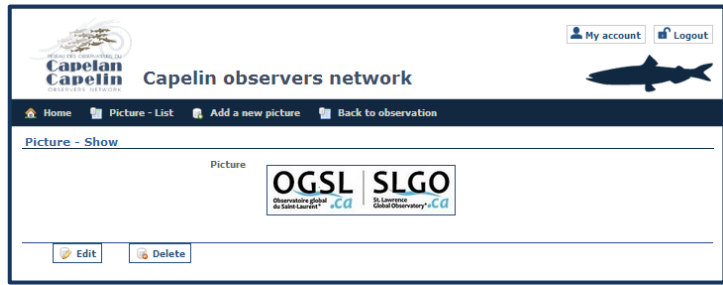 My account
Logout
RÉSEAU DES OBSERVATEURS DU
Capelan
Capelin
OBSERVERS NETWORK
Capelin observers network
Home Picture - List Add a new picture Back to observation
Picture - Show
Picture
OGSL SLGO
Observatoire global
du Saint-Laurent .ca
St. Lawrence
Global Observatory .ca
Edit Delete